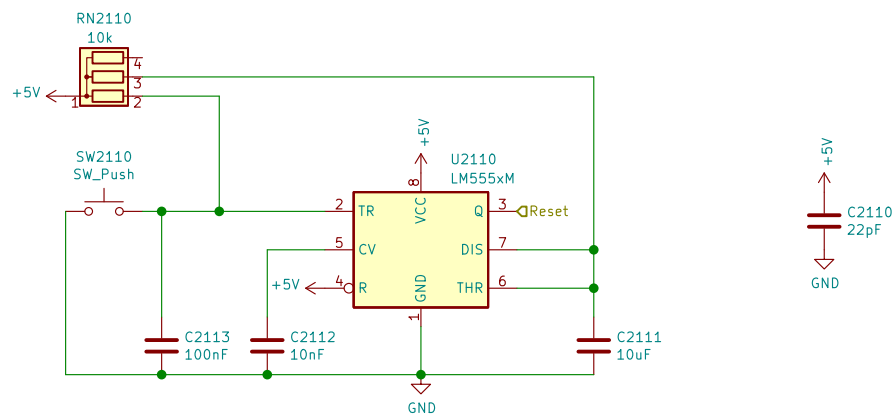 RN2110
10k
4
3
+5V
1
2
SW2110
SW_Push
+5V
8
U2110
LM555xM
2
TR
VCC
Q
3
Reset
5
CV
DIS
7
+5V
4
R
GND
THR
6
1
C2113
100nF
C2112
10nF
C2111
10uF
GND
+5V
C2110
22pF
GND